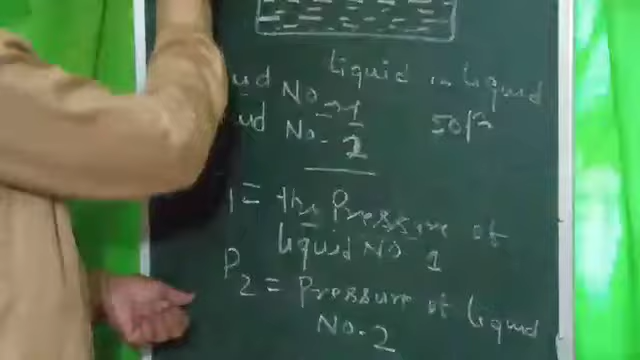 Liquid in Liquid
ud No - 1
ud No - 2
1 = the Pressure of
liquid No 1
P2 = Pressure of liquid
No. 2